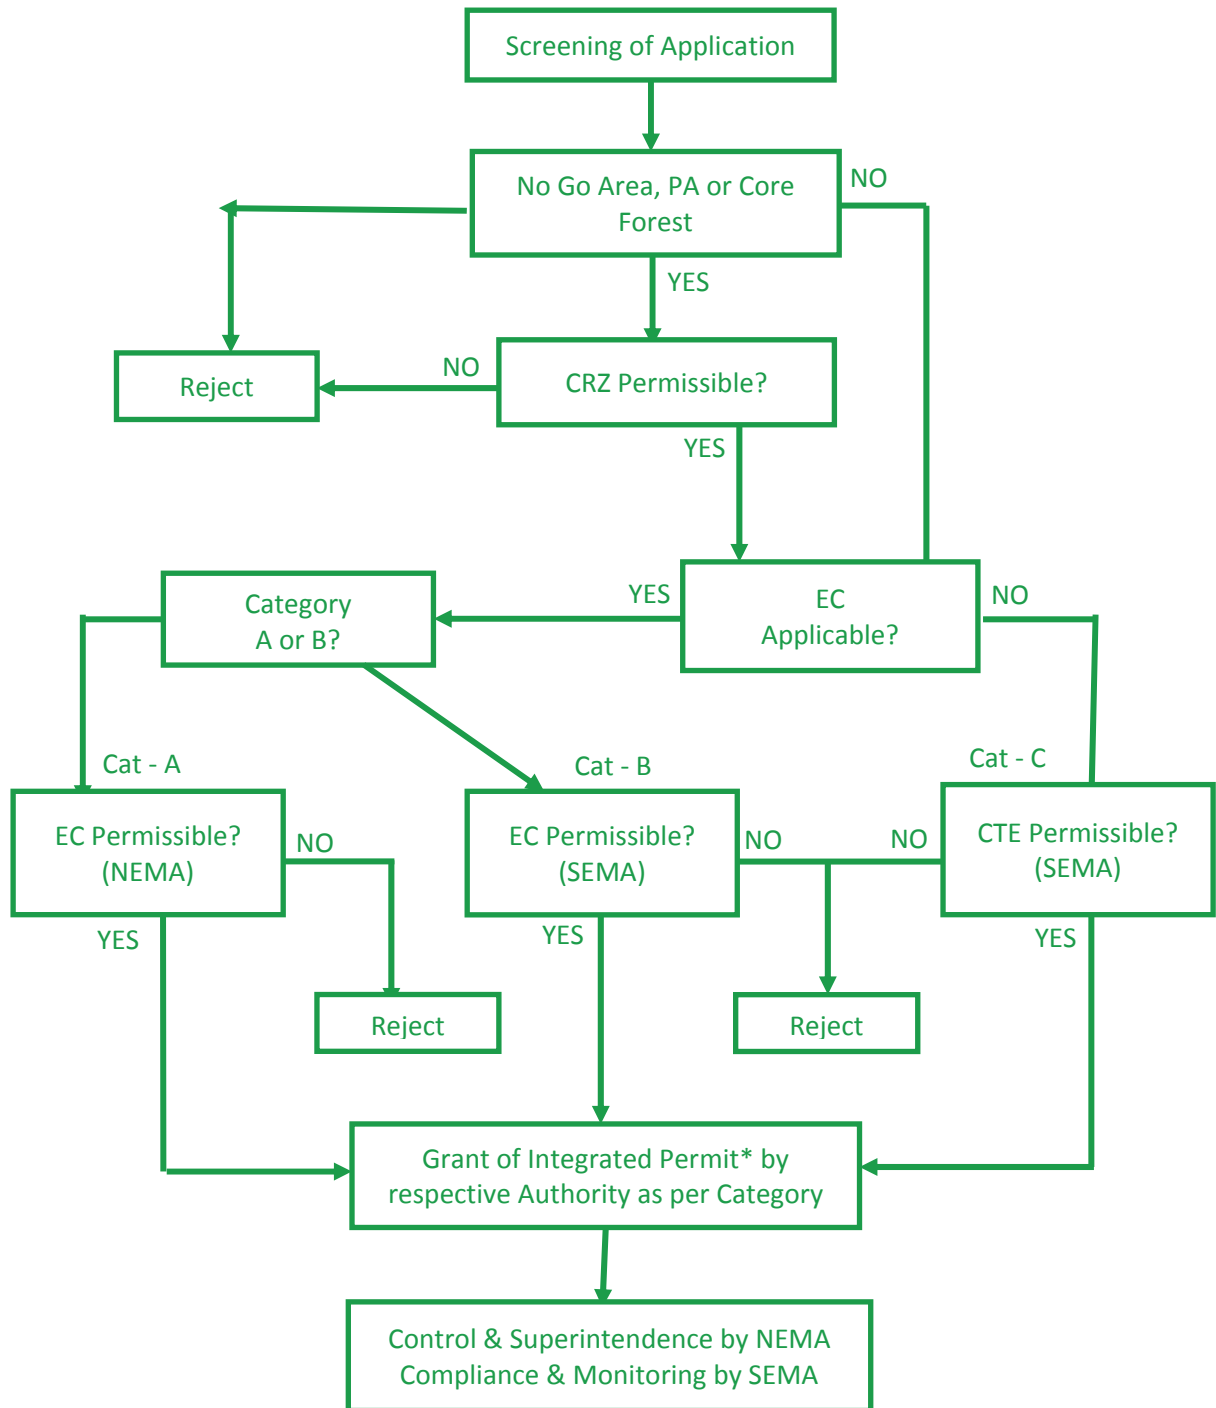 Screening of Application
No Go Area, PA or Core
Forest
NO
YES
NO
CRZ Permissible?
Reject
YES
YES
EC
Applicable?
NO
Category
A or B?
Cat - A
Cat - B
Cat - C
EC Permissible?
(NEMA)
NO
EC Permissible?
(SEMA)
NO
NO
CTE Permissible?
(SEMA)
YES
YES
YES
Reject
Reject
Grant of Integrated Permit* by
respective Authority as per Category
Control & Superintendence by NEMA
Compliance & Monitoring by SEMA